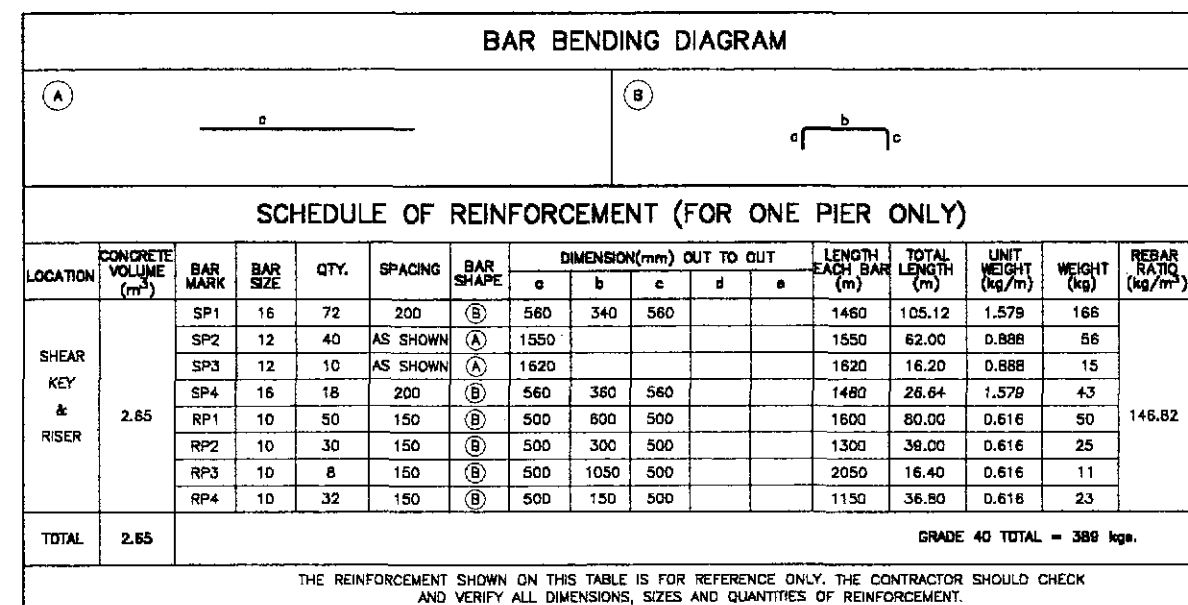 BAR BENDING DIAGRAM
A
a
B
b
a c
SCHEDULE OF REINFORCEMENT (FOR ONE PIER ONLY)
LOCATION CONCRETE VOLUME (m³) BAR MARK BAR SIZE QTY. SPACING BAR SHAPE DIMENSION(mm) OUT TO OUT a b c d e LENGTH EACH BAR (m) TOTAL LENGTH (m) UNIT WEIGHT (kg/m) WEIGHT (kg) REBAR RATIO (kg/m³)
SHEAR KEY & RISER 2.65
SP1 16 72 200 B 560 340 560 1460 105.12 1.579 166
SP2 12 40 AS SHOWN A 1550 1550 62.00 0.888 56
SP3 12 10 AS SHOWN A 1620 1620 16.20 0.888 15
SP4 16 18 200 B 560 360 560 1480 26.64 1.579 43
RP1 10 50 150 B 500 600 500 1600 80.00 0.616 50
RP2 10 30 150 B 500 300 500 1300 39.00 0.616 25
RP3 10 8 150 B 500 1050 500 2050 16.40 0.616 11
RP4 10 32 150 B 500 150 500 1150 36.80 0.616 23
146.82
TOTAL 2.65 GRADE 40 TOTAL = 389 kgs.
THE REINFORCEMENT SHOWN ON THIS TABLE IS FOR REFERENCE ONLY. THE CONTRACTOR SHOULD CHECK
AND VERIFY ALL DIMENSIONS, SIZES AND QUANTITIES OF REINFORCEMENT.